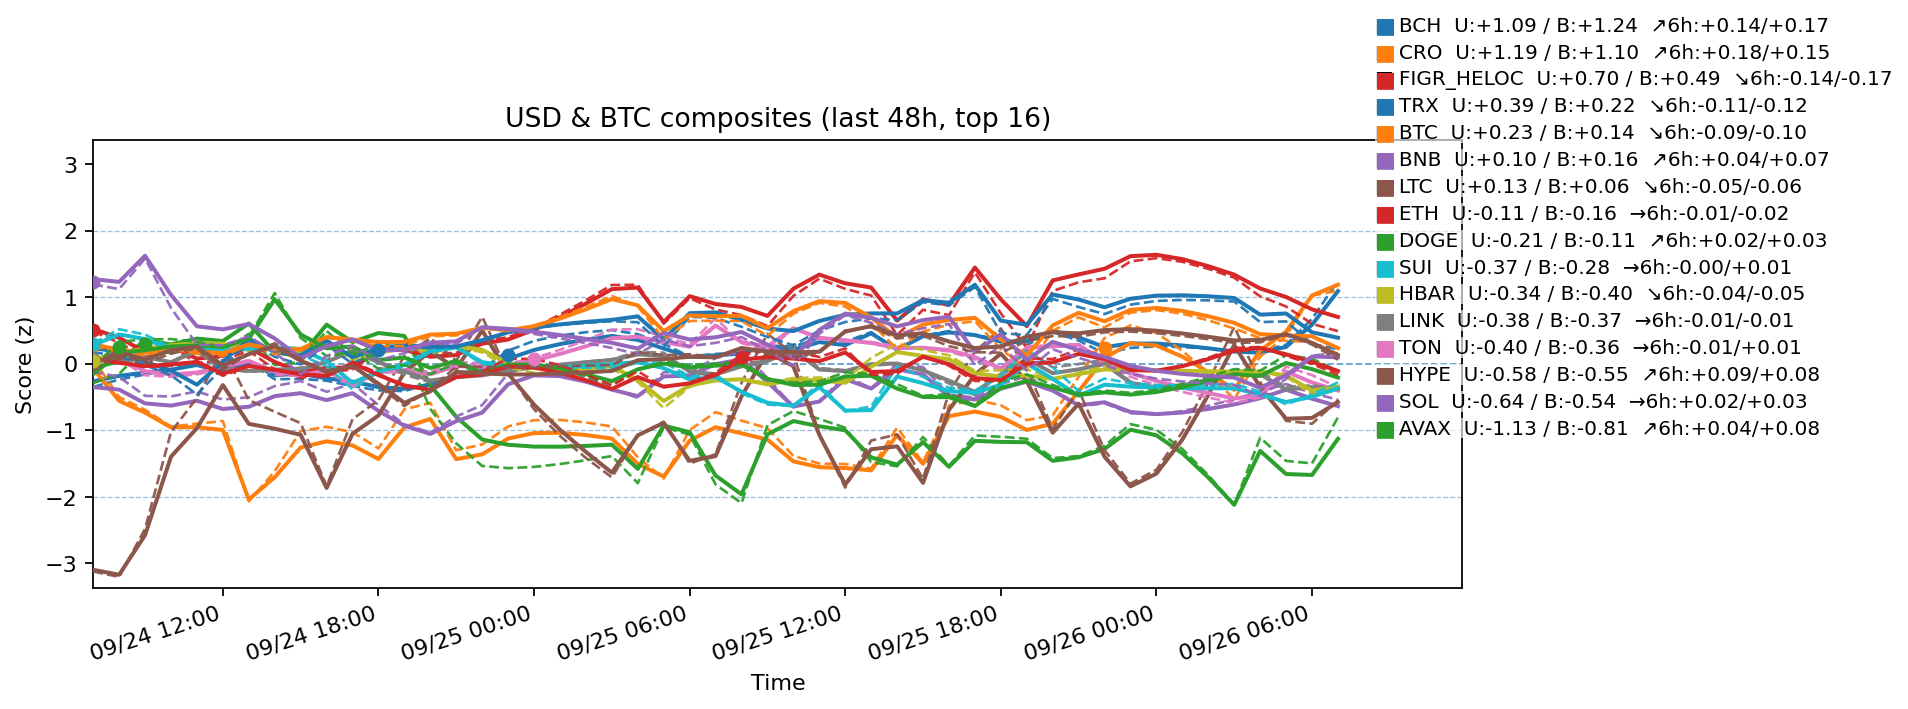 BCH U:+1.09 / B:+1.24 ↗6h:+0.14/+0.17
CRO U:+1.19 / B:+1.10 ↗6h:+0.18/+0.15
FIGR_HELOC U:+0.70 / B:+0.49 ↘6h:-0.14/-0.17
TRX U:+0.39 / B:+0.22 ↘6h:-0.11/-0.12
BTC U:+0.23 / B:+0.14 ↘6h:-0.09/-0.10
BNB U:+0.10 / B:+0.16 ↗6h:+0.04/+0.07
LTC U:+0.13 / B:+0.06 ↘6h:-0.05/-0.06
ETH U:-0.11 / B:-0.16 →6h:-0.01/-0.02
DOGE U:-0.21 / B:-0.11 ↗6h:+0.02/+0.03
SUI U:-0.37 / B:-0.28 →6h:-0.00/+0.01
HBAR U:-0.34 / B:-0.40 ↘6h:-0.04/-0.05
LINK U:-0.38 / B:-0.37 →6h:-0.01/-0.01
TON U:-0.40 / B:-0.36 →6h:-0.01/+0.01
HYPE U:-0.58 / B:-0.55 ↗6h:+0.09/+0.08
SOL U:-0.64 / B:-0.54 →6h:+0.02/+0.03
AVAX U:-1.13 / B:-0.81 ↗6h:+0.04/+0.08
USD & BTC composites (last 48h, top 16)
Score (z)
3
2
1
0
−1
−2
−3
09/24 12:00
09/24 18:00
09/25 00:00
09/25 06:00
09/25 12:00
09/25 18:00
09/26 00:00
09/26 06:00
Time